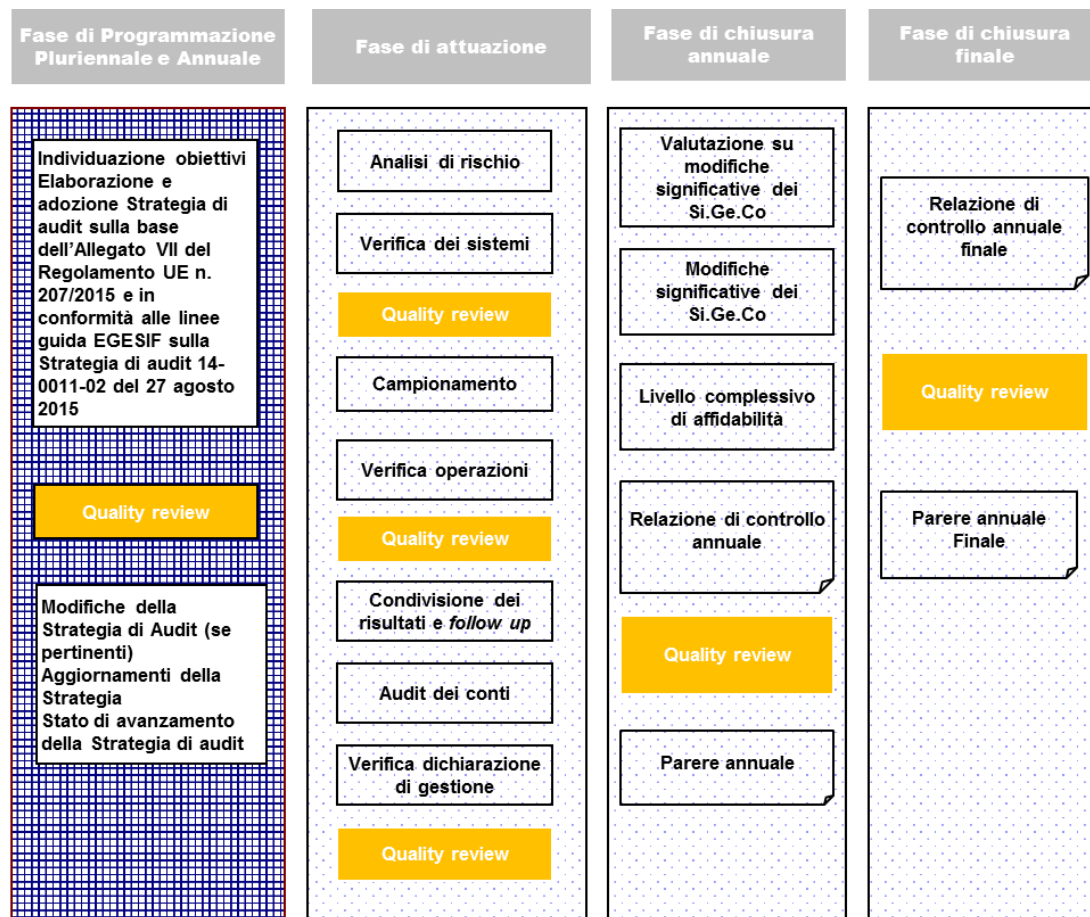 Fase di Programmazione
Pluriennale e Annuale
Fase di attuazione
Fase di chiusura
annuale
Fase di chiusura
finale
Individuazione obiettivi
Elaborazione e
adozione Strategia di
audit sulla base
dell'Allegato VII del
Regolamento UE n.
207/2015 e in
conformità alle linee
guida EGESIF sulla
Strategia di audit 14-
0011-02 del 27 agosto
2015
Quality review
Modifiche della
Strategia di Audit (se
pertinenti)
Aggiornamenti della
Strategia
Stato di avanzamento
della Strategia di audit
Analisi di rischio
Verifica dei sistemi
Quality review
Campionamento
Verifica operazioni
Quality review
Condivisione dei
risultati e follow up
Audit dei conti
Verifica dichiarazione
di gestione
Quality review
Valutazione su
modifiche
significative dei
Si.Ge.Co
Modifiche
significative dei
Si.Ge.Co
Livello complessivo
di affidabilità
Relazione di controllo
annuale
Quality review
Parere annuale
Relazione di
controllo annuale
finale
Quality review
Parere annuale
Finale